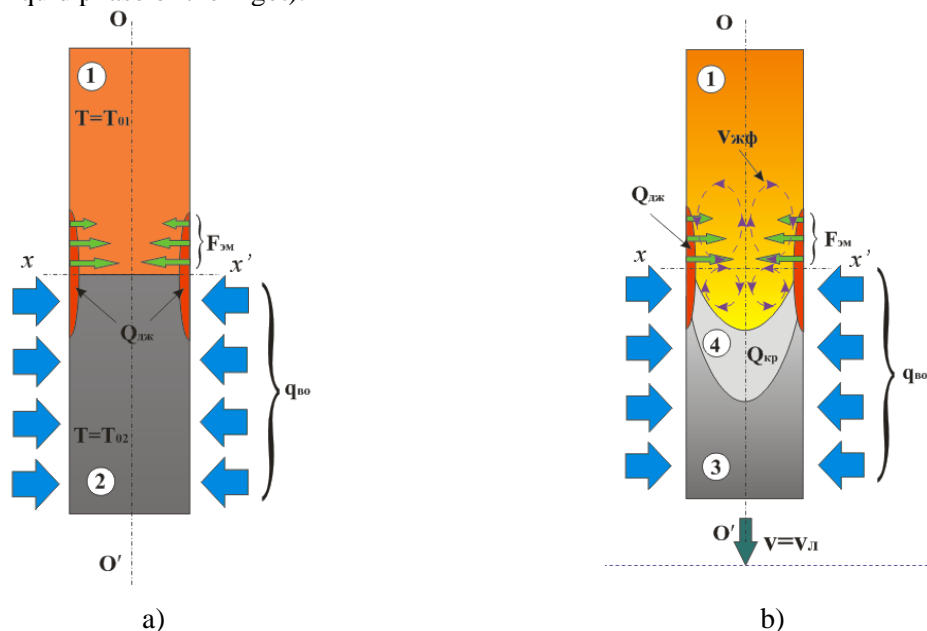 O
1
T=T₀₁
Fэм
x
x'
Qдж
qво
T=T₀₂
2
O'
a)
O
1
Vжф
Qдж
Fэм
x
x'
4
Qкр
qво
3
O'
v=vл
b)